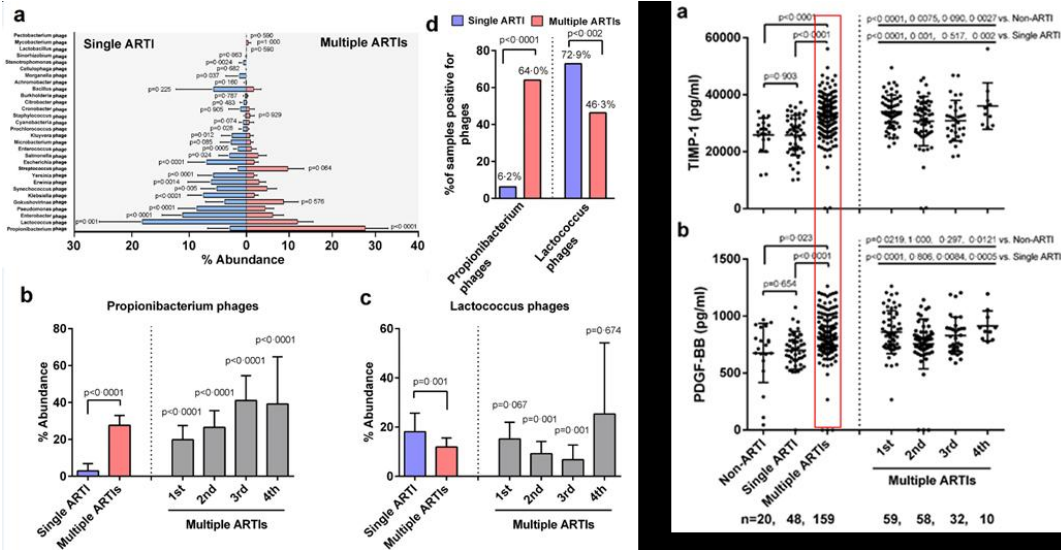 a
Single ARTI
Multiple ARTIs
Pectobacterium phage
p=0·590
Mycobacterium phage
p=1·000
Lactobacillus phage
p=0·590
Sinorhizobium phage
p=0·663
Stenotrophomonas phage
p=0·0024
Cellulophaga phage
p=0·682
Morganella phage
p=0·037
Achromobacter phage
p=0·160
Bacillus phage
p=0·225
Burkholderia phage
p=0·787
Citrobacter phage
p=0·483
Cronobacter phage
p=0·905
Staphylococcus phage
p=0·929
Cyanobacteria phage
p=0·074
Prochlorococcus phage
p=0·028
Kluyvera phage
p=0·012
Microbacterium phage
p=0·085
Enterococcus phage
p=0·0005
Salmonella phage
p=0·024
Escherichia phage
p<0·0001
Streptococcus phage
p=0·064
Yersinia phage
p<0·0001
Erwinia phage
p=0·0014
Synechococcus phage
p=0·005
Klebsiella phage
p<0·0001
Gokushovirinae phage
p=0·576
Pseudomonas phage
p<0·0001
Enterobacter phage
p<0·0001
Lactococcus phage
p=0·001
Propionibacterium phage
p<0·0001
30 20 10 0 10 20 30 40
% Abundance
d
Single ARTI
Multiple ARTIs
p<0·0001
p<0·002
64·0%
72·9%
6·2%
46·3%
%of samples positive for
phages
80
60
40
20
0
Propionibacterium
phages
Lactococcus
phages
b
Propionibacterium phages
% Abundance
80
60
40
20
0
p<0·0001
p<0·0001
p<0·0001
p<0·0001
p<0·0001
Single ARTI
Multiple ARTIs
1st
2nd
3rd
4th
Multiple ARTIs
c
Lactococcus phages
% Abundance
60
40
20
0
p=0·001
p=0·067
p=0·001
p=0·001
p=0·674
Single ARTI
Multiple ARTIs
1st
2nd
3rd
4th
Multiple ARTIs
a
p<0·0001, 0·0075, 0·090, 0·0027 vs. Non-ARTI
p<0·0001, 0·001, 0·517, 0·002 vs. Single ARTI
p<0·0001
p=0·903
TIMP-1 (pg/ml)
60000
40000
20000
0
b
p=0·023
p<0·0001
p=0·654
p=0·0219, 1·000, 0·297, 0·0121 vs. Non-ARTI
p<0·0001, 0·806, 0·0084, 0·0005 vs. Single ARTI
PDGF-BB (pg/ml)
1500
1000
500
0
Non-ARTI
Single ARTI
Multiple ARTIs
1st
2nd
3rd
4th
Multiple ARTIs
n=20, 48, 159
59, 58, 32, 10